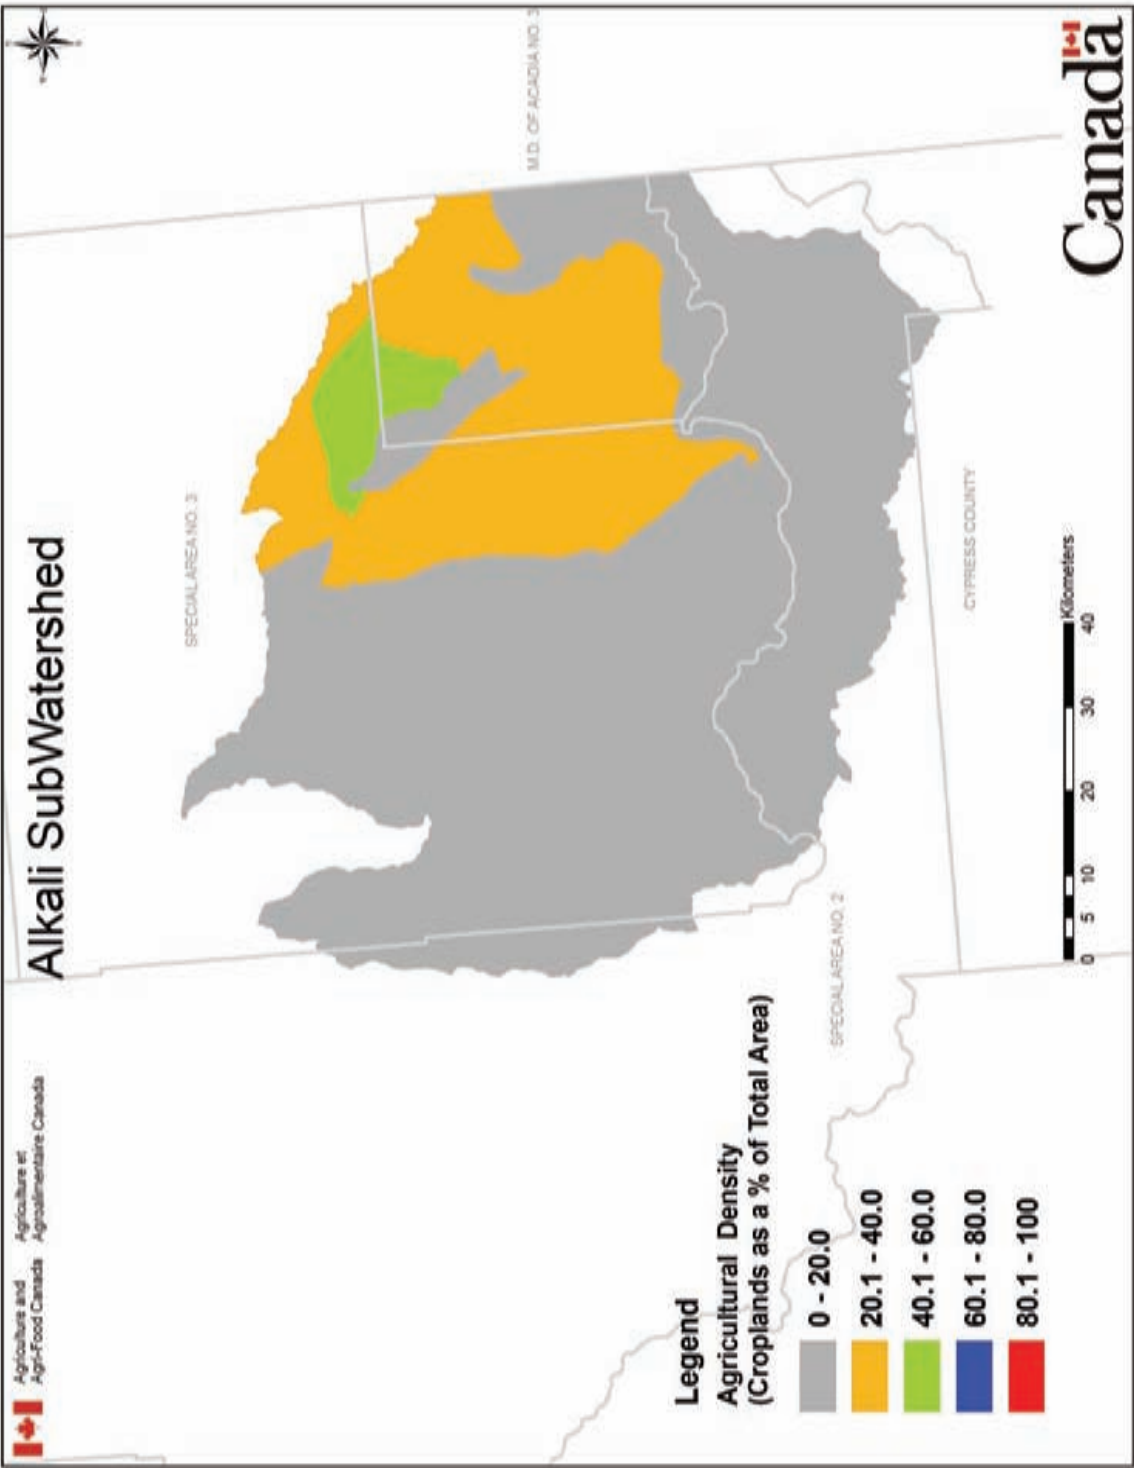 Agriculture and
Agri-Food Canada
Agriculture et
Agroalimentaire Canada
Alkali SubWatershed
SPECIAL AREA NO. 3
M.D. OF ACADIA NO. 3
SPECIAL AREA NO. 2
CYPRESS COUNTY
Legend
Agricultural Density
(Croplands as a % of Total Area)
0 - 20.0
20.1 - 40.0
40.1 - 60.0
60.1 - 80.0
80.1 - 100
0 5 10 20 30 40
Kilometers
Canada